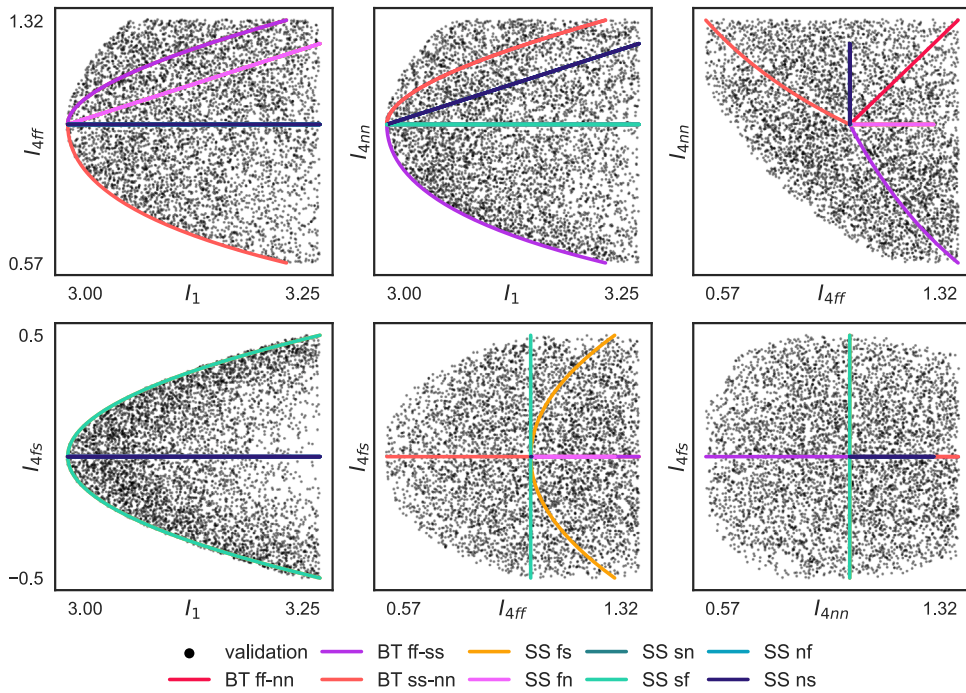 1.32
I4ff
0.57
3.00 I1 3.25
I4nn
3.00 I1 3.25
I4nn
0.57 I4ff 1.32
0.5
I4fs
−0.5
3.00 I1 3.25
I4fs
0.57 I4ff 1.32
I4fs
0.57 I4nn 1.32
validation BT ff-ss SS fs SS sn SS nf
BT ff-nn BT ss-nn SS fn SS sf SS ns